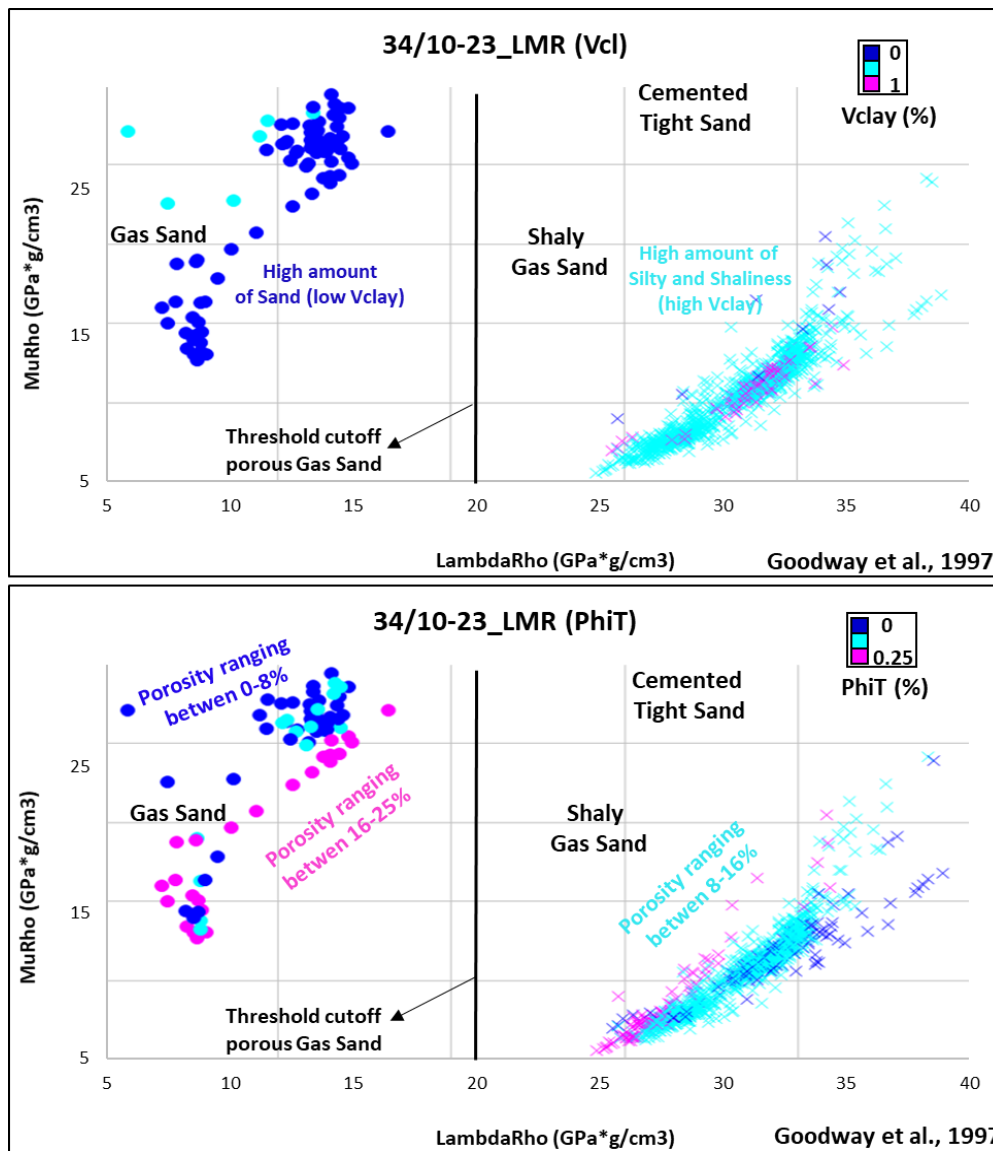 34/10-23_LMR (Vcl)
0
1
Vclay (%)
Cemented
Tight Sand
Gas Sand
High amount
of Sand (low Vclay)
Shaly
Gas Sand
High amount of
Silty and Shaliness
(high Vclay)
Threshold cutoff
porous Gas Sand
MuRho (GPa*g/cm3)
25
15
5
5
10
15
20
25
30
35
40
LambdaRho (GPa*g/cm3)
Goodway et al., 1997
34/10-23_LMR (PhiT)
0
0.25
PhiT (%)
Porosity ranging
betwen 0-8%
Cemented
Tight Sand
Gas Sand
Porosity ranging
betwen 16-25%
Shaly
Gas Sand
Porosity ranging
betwen 8-16%
Threshold cutoff
porous Gas Sand
MuRho (GPa*g/cm3)
25
15
5
5
10
15
20
25
30
35
40
LambdaRho (GPa*g/cm3)
Goodway et al., 1997